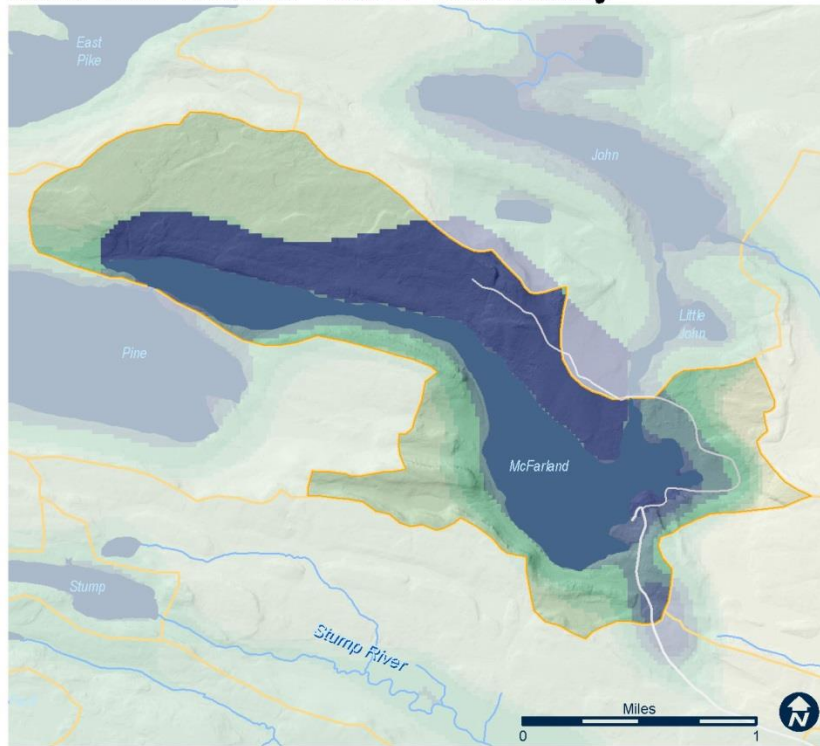 East
Pike
John
Little
John
Pine
McFarland
Stump
Stump River
Miles
0
1
N